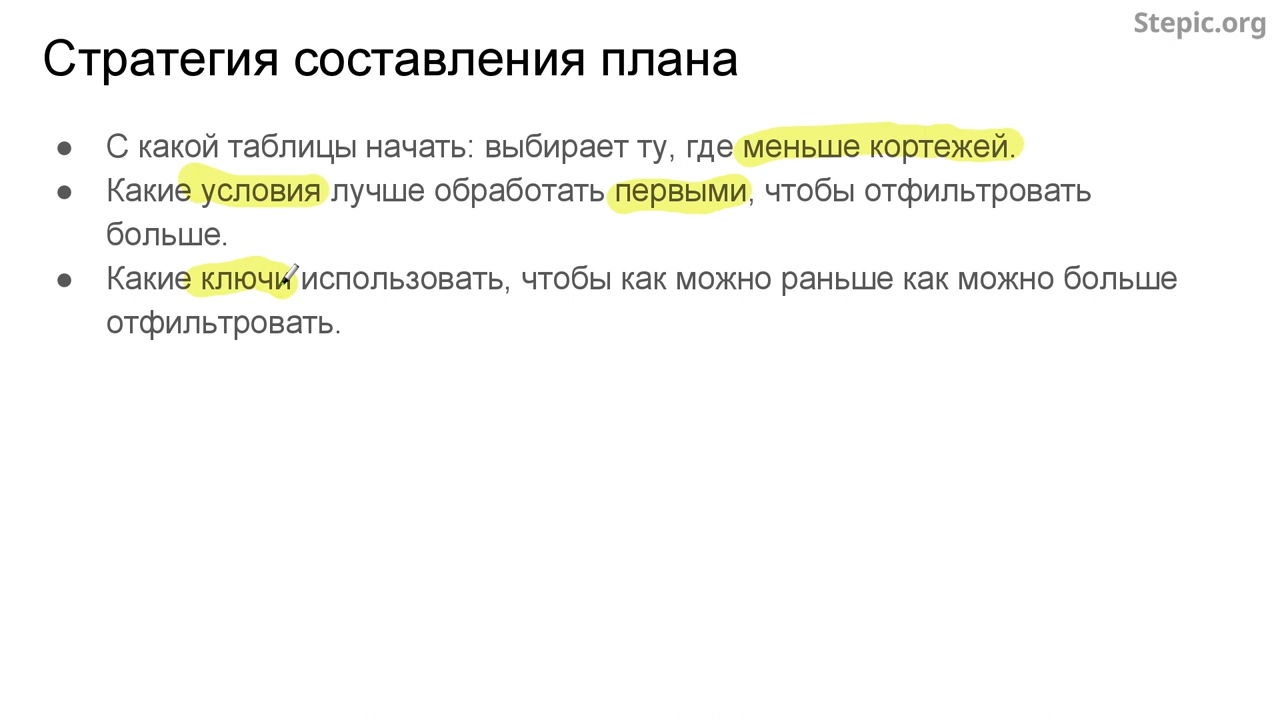 Stepic.org
Стратегия составления плана
● С какой таблицы начать: выбирает ту, где меньше кортежей.
● Какие условия лучше обработать первыми, чтобы отфильтровать
больше.
● Какие ключи использовать, чтобы как можно раньше как можно больше
отфильтровать.